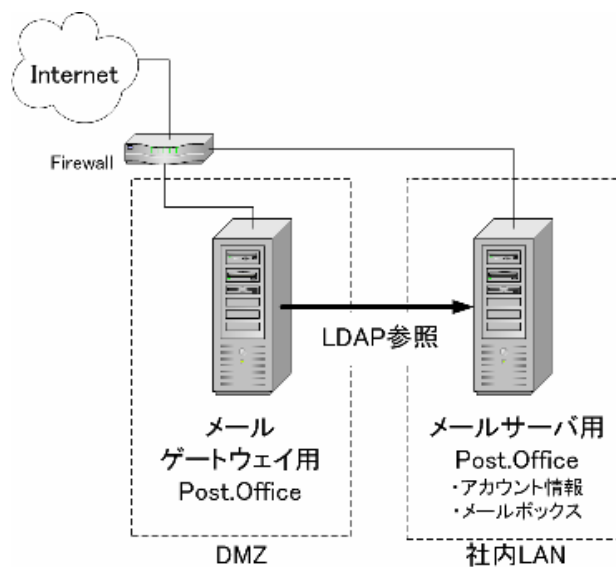 Internet
Firewall
LDAP参照
メール
ゲートウェイ用
Post.Office
メールサーバ用
Post.Office
・アカウント情報
・メールボックス
DMZ
社内LAN